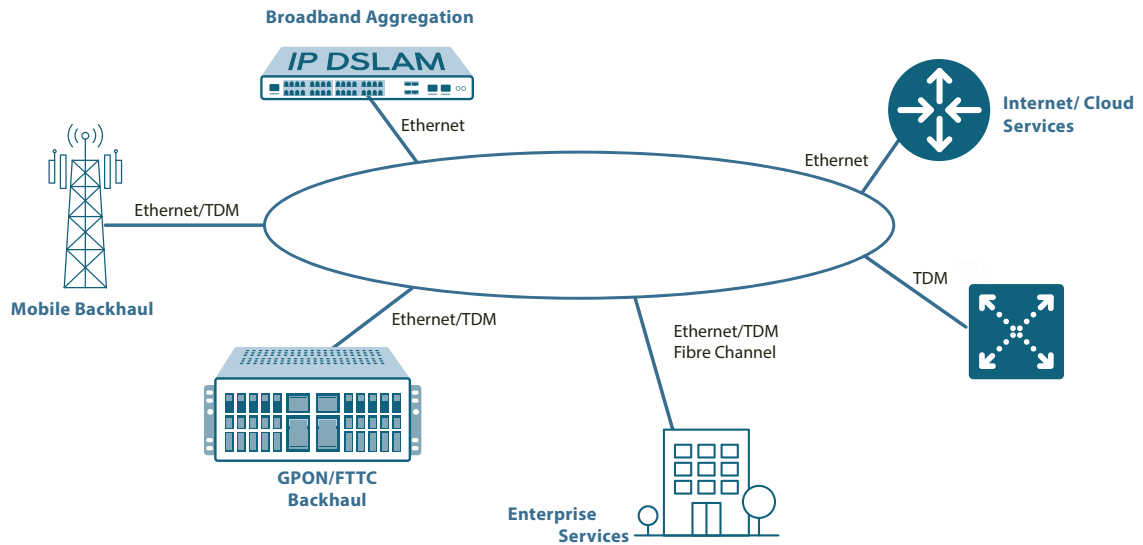 Broadband Aggregation
IP DSLAM
Ethernet
Internet/ Cloud
Services
Ethernet
Ethernet/TDM
Mobile Backhaul
TDM
Ethernet/TDM
Ethernet/TDM
Fibre Channel
GPON/FTTC
Backhaul
Enterprise
Services